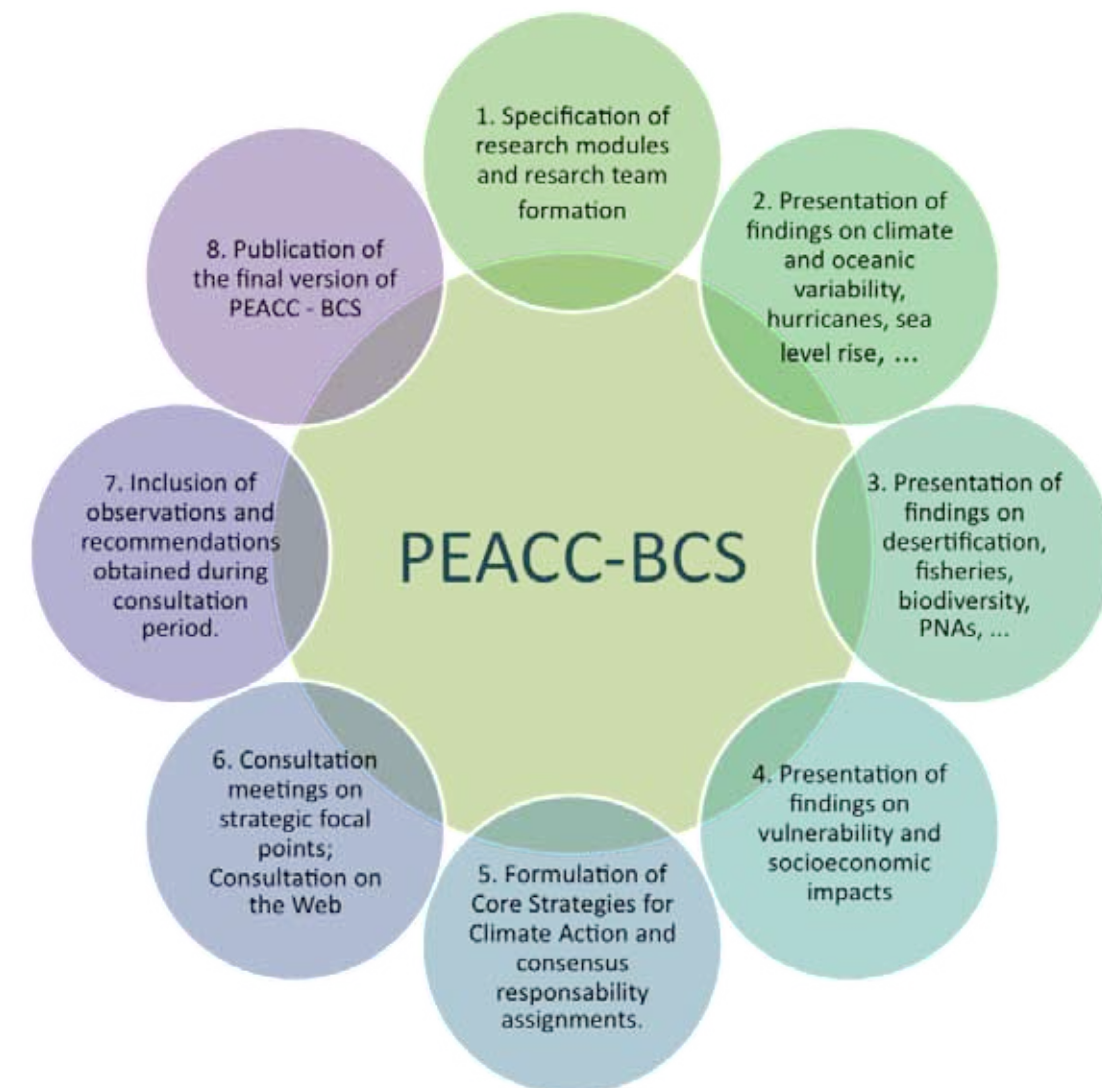 1. Specification of
research modules
and resarch team
formation
2. Presentation of
findings on climate
and oceanic
variability,
hurricanes, sea
level rise, ...
3. Presentation of
findings on
desertification,
fisheries,
biodiversity,
PNAs, ...
4. Presentation of
findings on
vulnerability and
socioeconomic
impacts
5. Formulation of
Core Strategies for
Climate Action and
consensus
responsability
assignments.
6. Consultation
meetings on
strategic focal
points;
Consultation on
the Web
7. Inclusion of
observations and
recommendations
obtained during
consultation
period.
8. Publication of
the final version of
PEACC - BCS
PEACC-BCS